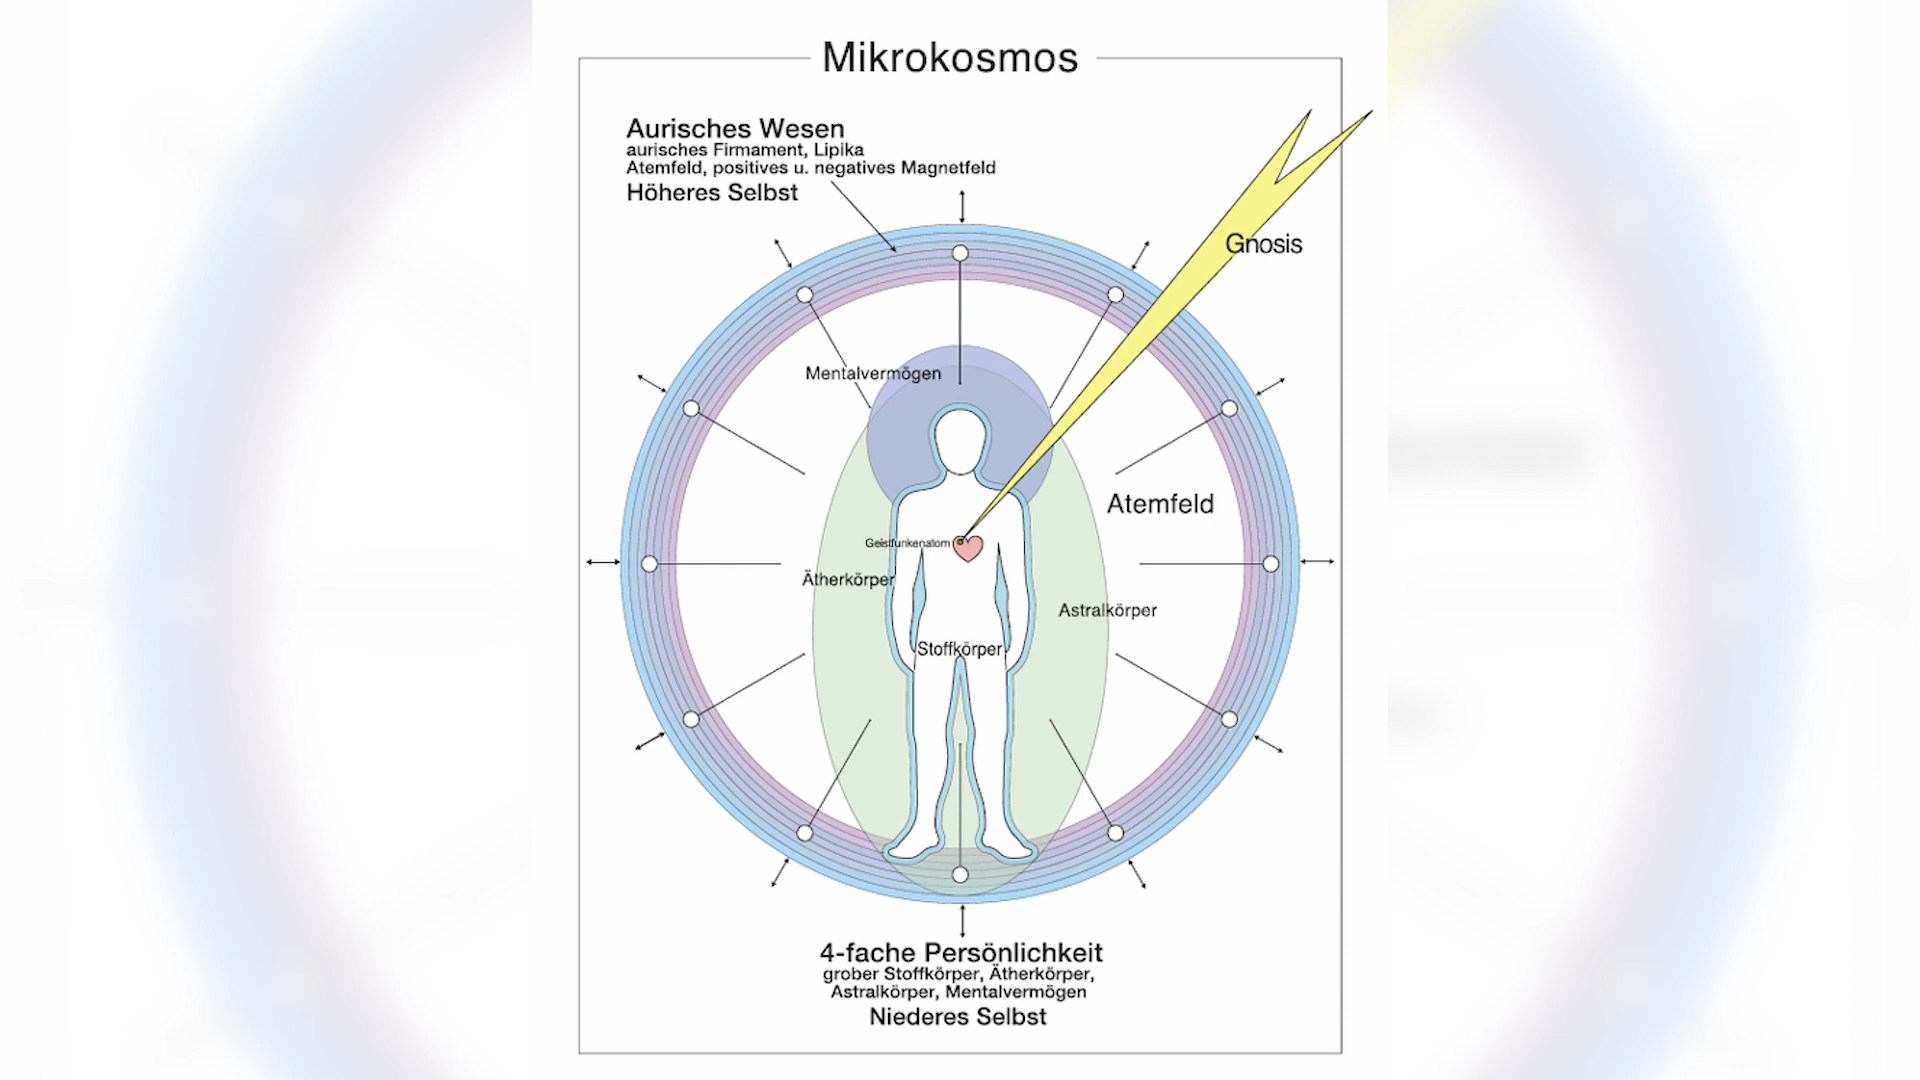 Mikrokosmos
Aurisches Wesen
aurisches Firmament, Lipika
Atemfeld, positives u. negatives Magnetfeld
Höheres Selbst
Gnosis
Mentalvermögen
Atemfeld
Geistfunkenatom
Ätherkörper
Astralkörper
Stoffkörper
4-fache Persönlichkeit
grober Stoffkörper, Ätherkörper,
Astralkörper, Mentalvermögen
Niederes Selbst